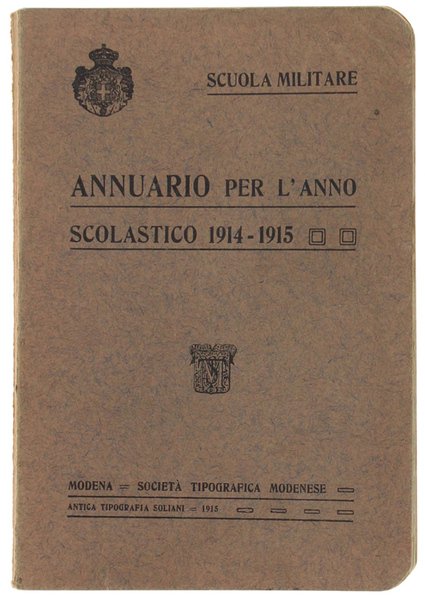 SCUOLA MILITARE
ANNUARIO PER L'ANNO
SCOLASTICO 1914-1915
MODENA = SOCIETÀ TIPOGRAFICA MODENESE
ANTICA TIPOGRAFIA SOLIANI = 1915